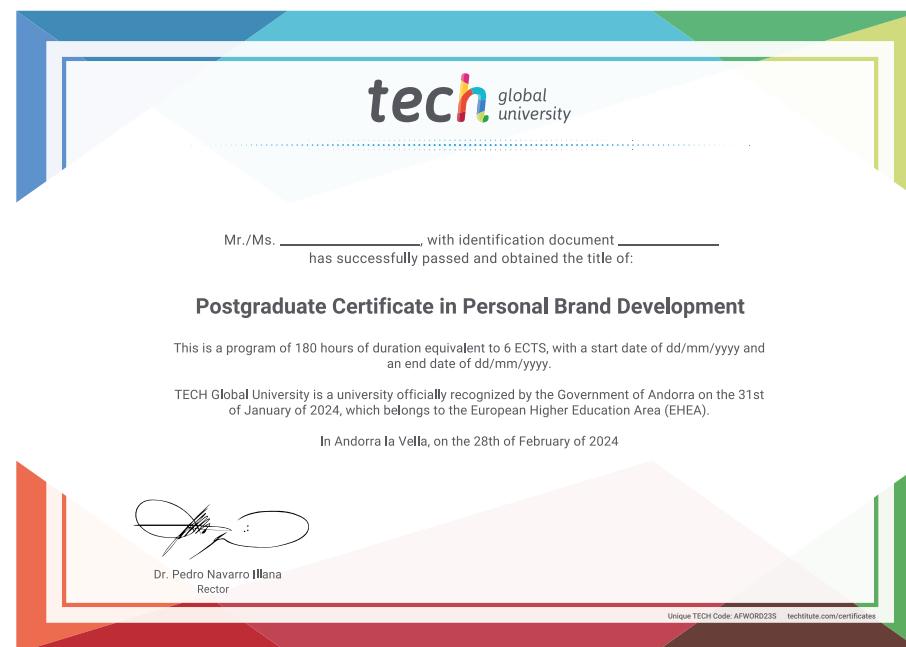 tech global
university
Mr./Ms. ____________________, with identification document ______________
has successfully passed and obtained the title of:
Postgraduate Certificate in Personal Brand Development
This is a program of 180 hours of duration equivalent to 6 ECTS, with a start date of dd/mm/yyyy and
an end date of dd/mm/yyyy.
TECH Global University is a university officially recognized by the Government of Andorra on the 31st
of January of 2024, which belongs to the European Higher Education Area (EHEA).
In Andorra la Vella, on the 28th of February of 2024
Dr. Pedro Navarro Illana
Rector
Unique TECH Code: AFWORD23S techtitute.com/certificates